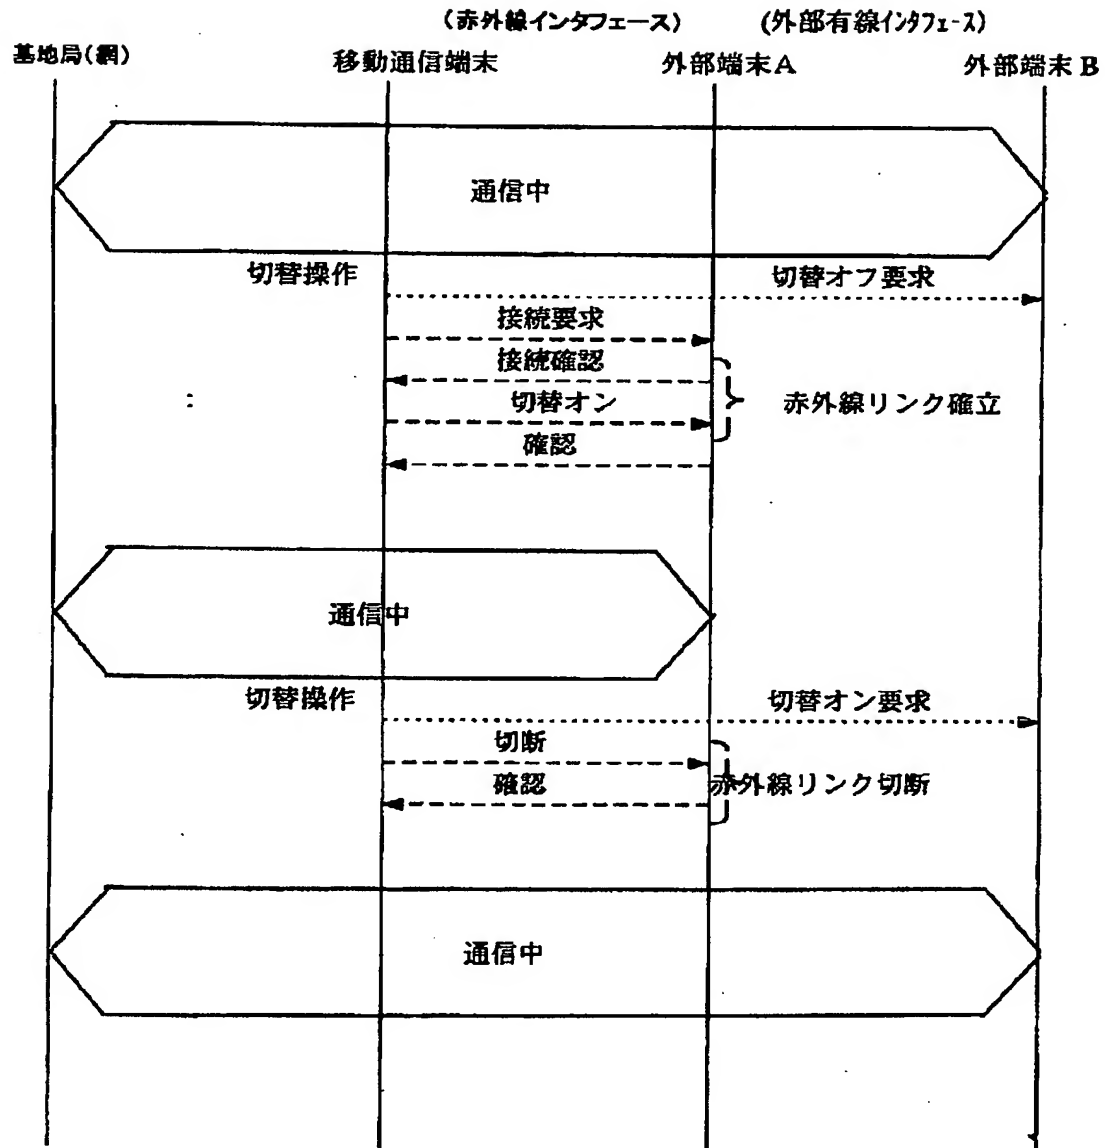 (赤外線インタフェース) (外部有線インタフェース)
基地局(網) 移動通信端末 外部端末A 外部端末B
通信中
切替操作 切替オフ要求
接続要求
接続確認
切替オン 赤外線リンク確立
確認
通信中
切替操作 切替オン要求
切断
確認 赤外線リンク切断
通信中